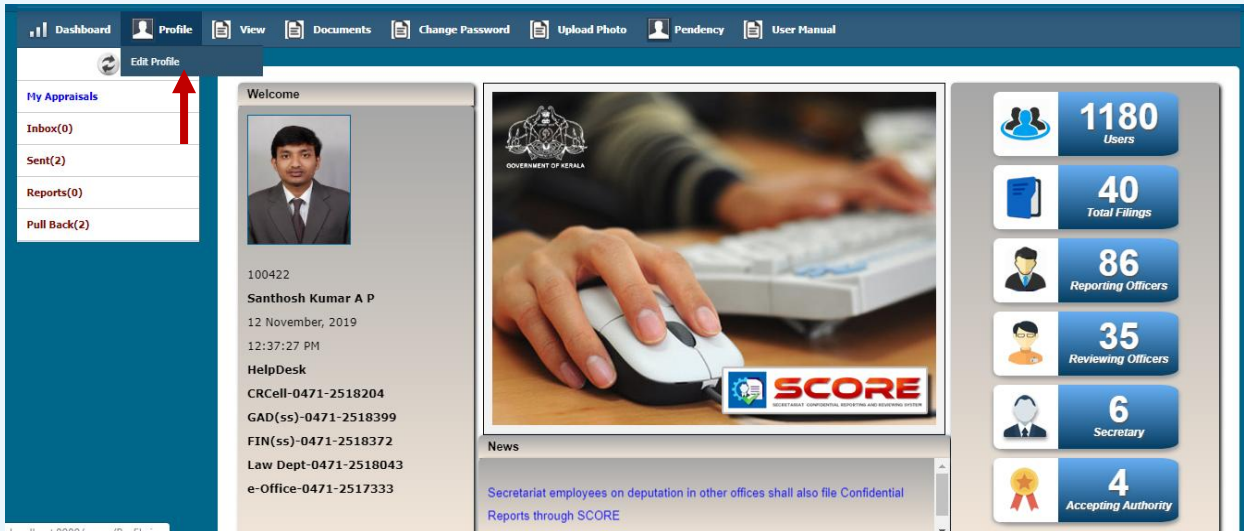 Dashboard Profile View Documents Change Password Upload Photo Pendency User Manual
Edit Profile
My Appraisals
Inbox(0)
Sent(2)
Reports(0)
Pull Back(2)
Welcome
100422
Santhosh Kumar A P
12 November, 2019
12:37:27 PM
HelpDesk
CRCell-0471-2518204
GAD(ss)-0471-2518399
FIN(ss)-0471-2518372
Law Dept-0471-2518043
e-Office-0471-2517333
GOVERNMENT OF KERALA
SCORE
SECRETARIAT CONFIDENTIAL REPORTING AND REVIEWING SYSTEM
News
Secretariat employees on deputation in other offices shall also file Confidential
Reports through SCORE
1180
Users
40
Total Filings
86
Reporting Officers
35
Reviewing Officers
6
Secretary
4
Accepting Authority